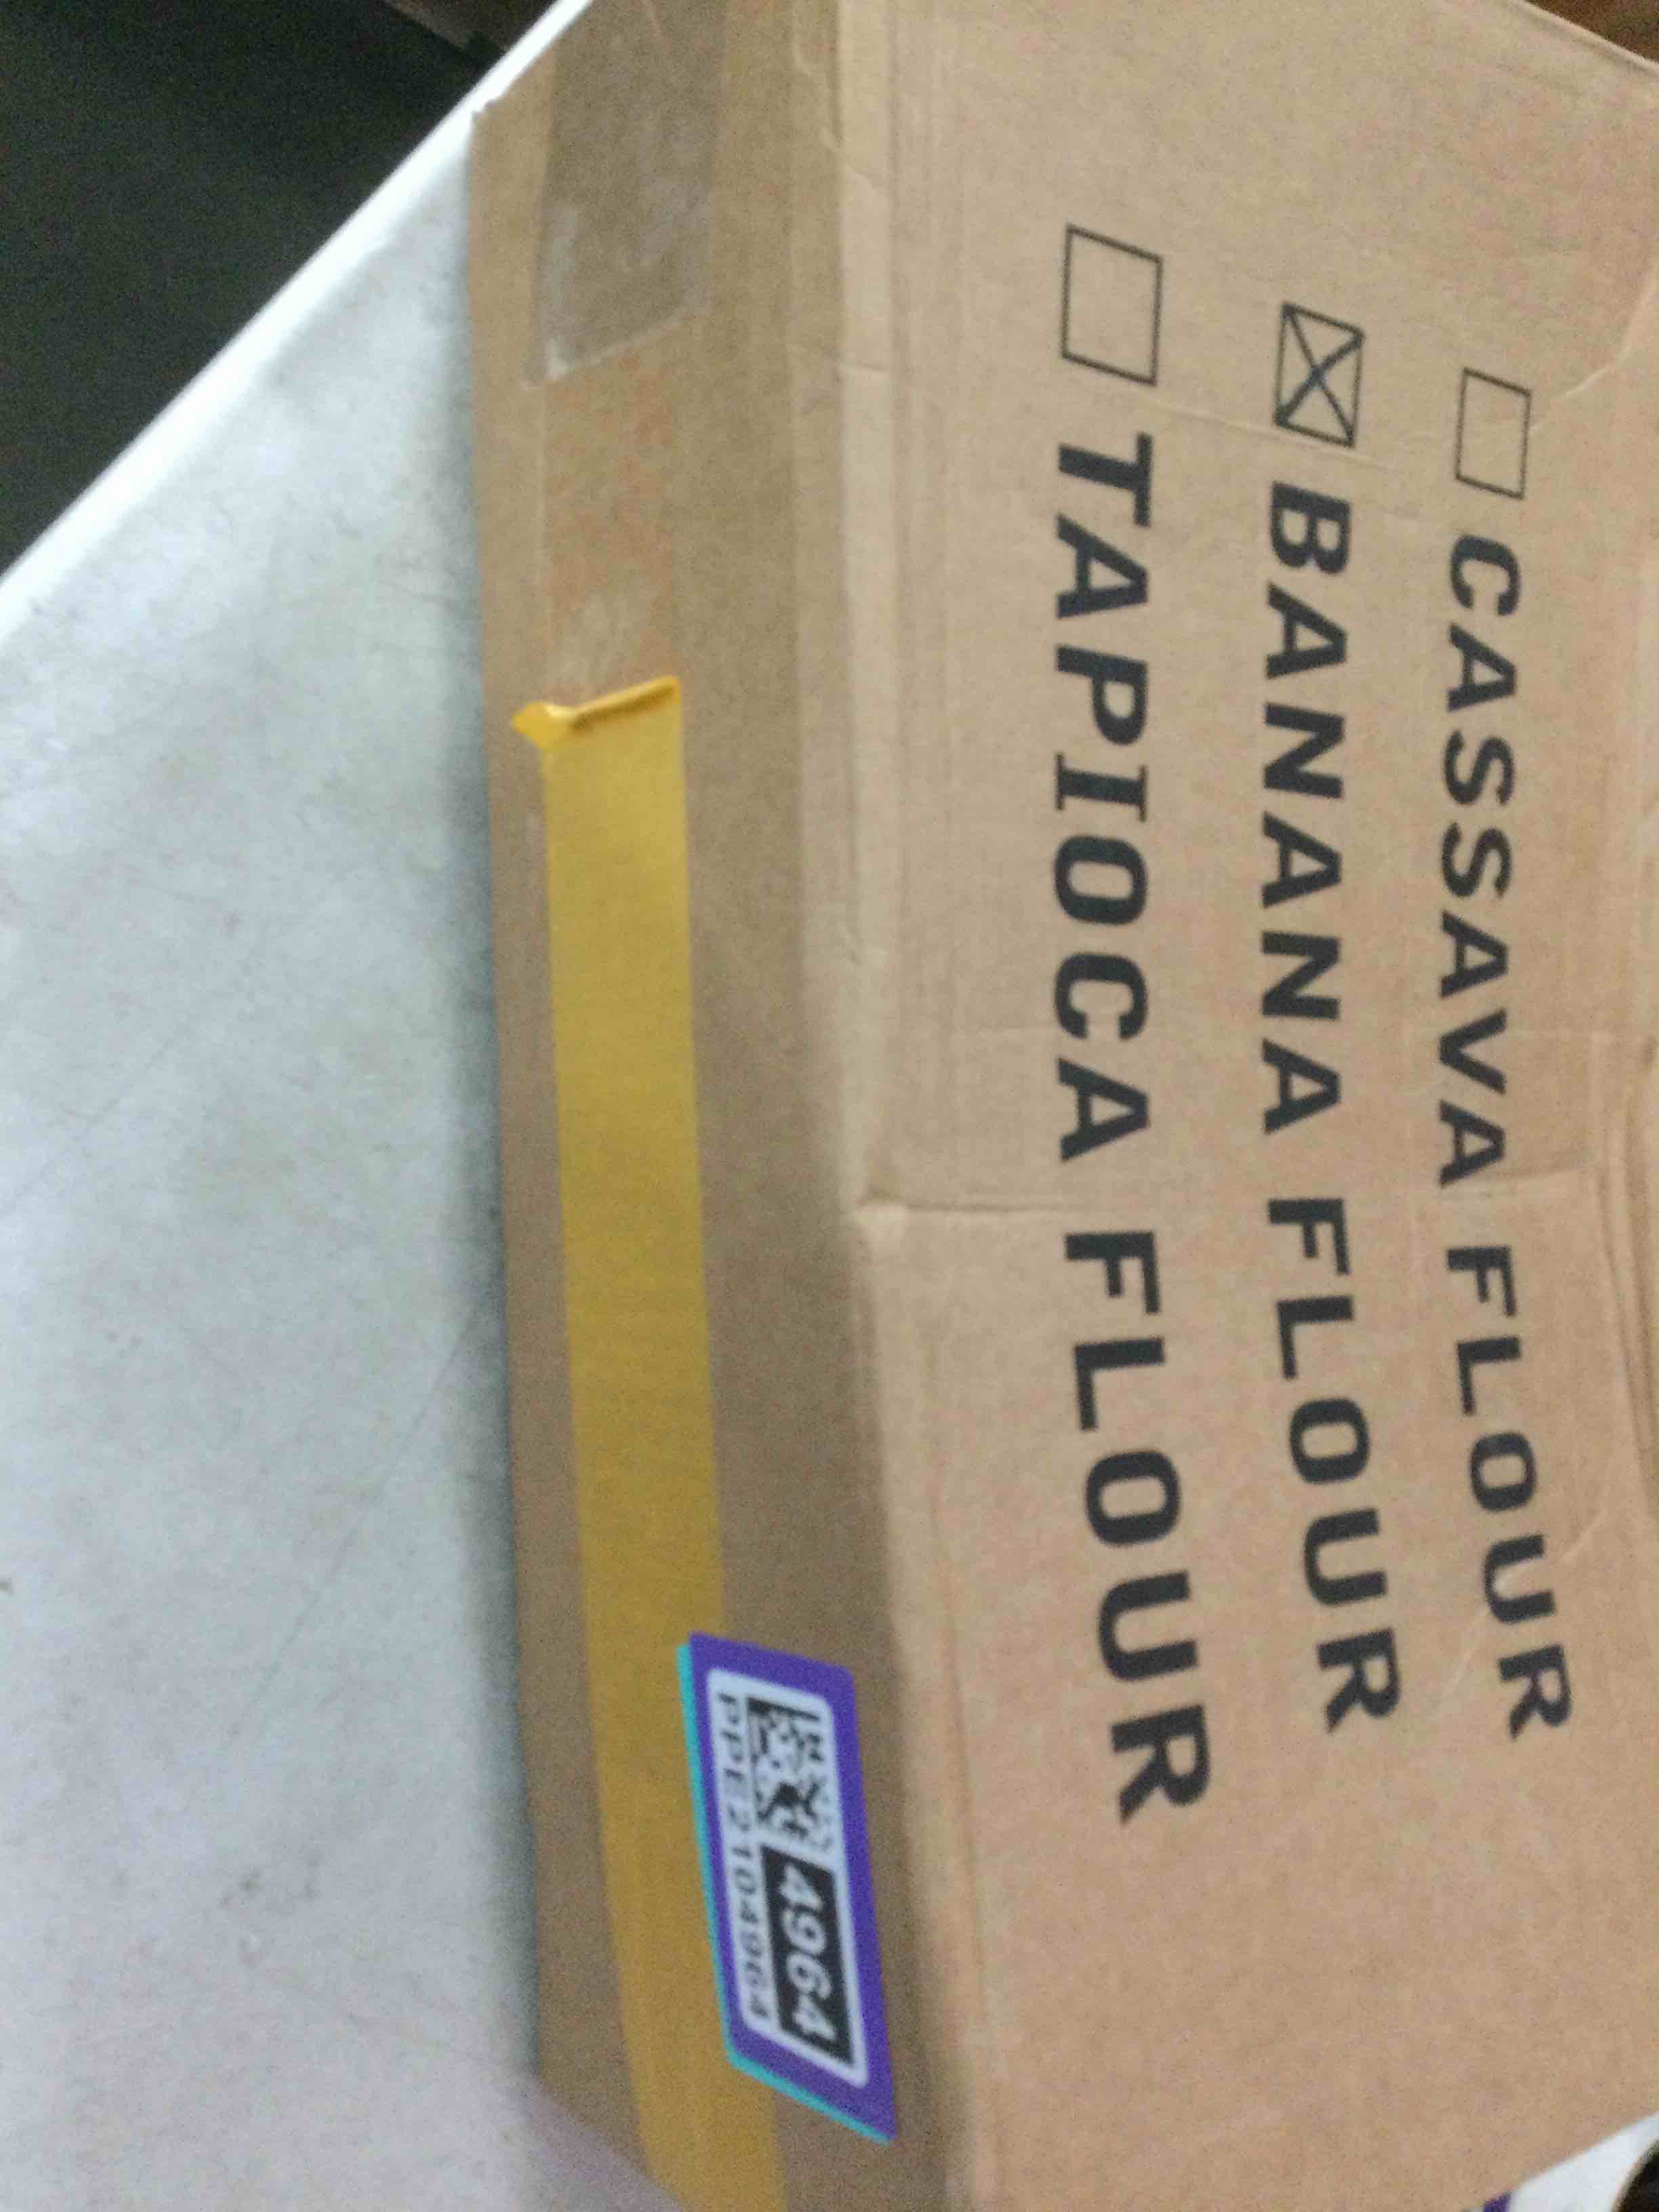 CASSAVA FLOUR
BANANA FLOUR
TAPIOCA FLOUR
4964
PPE2104964